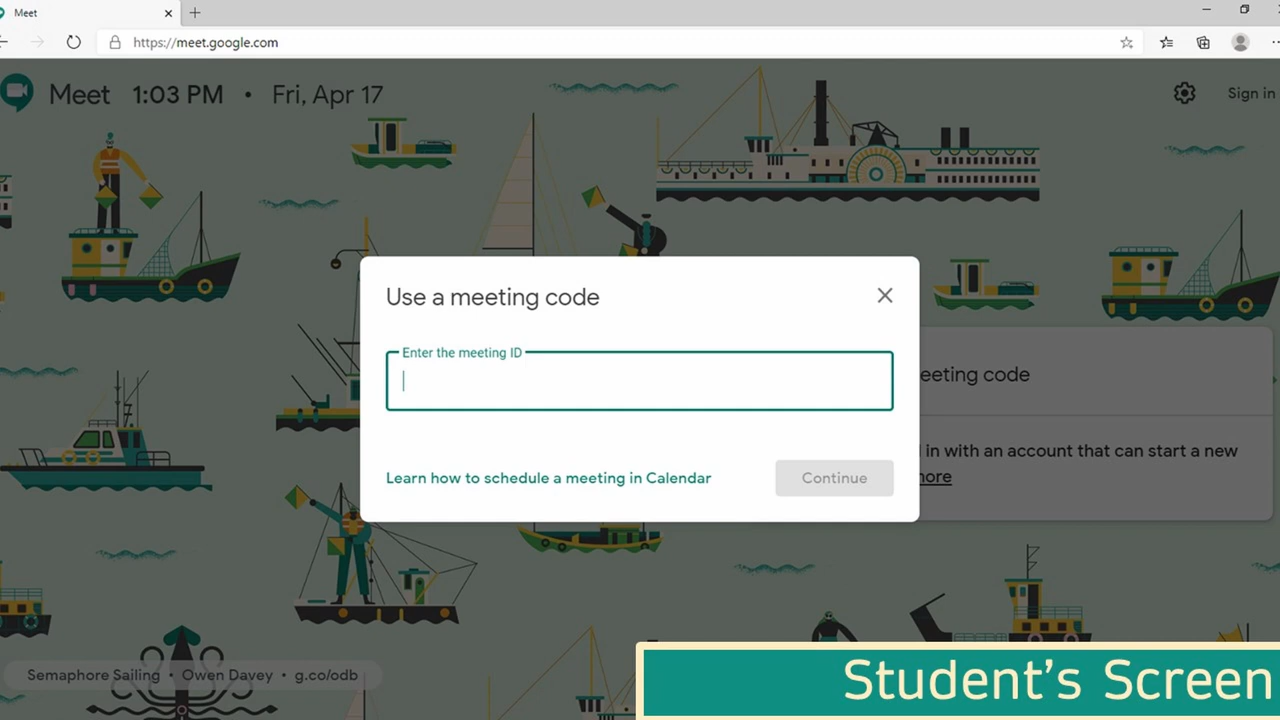 Meet
https://meet.google.com
Meet 1:03 PM • Fri, Apr 17
Sign in
Use a meeting code
Enter the meeting ID
eeting code
in with an account that can start a new
ore
Learn how to schedule a meeting in Calendar
Continue
Semaphore Sailing • Owen Davey • g.co/odb
Student's Screen